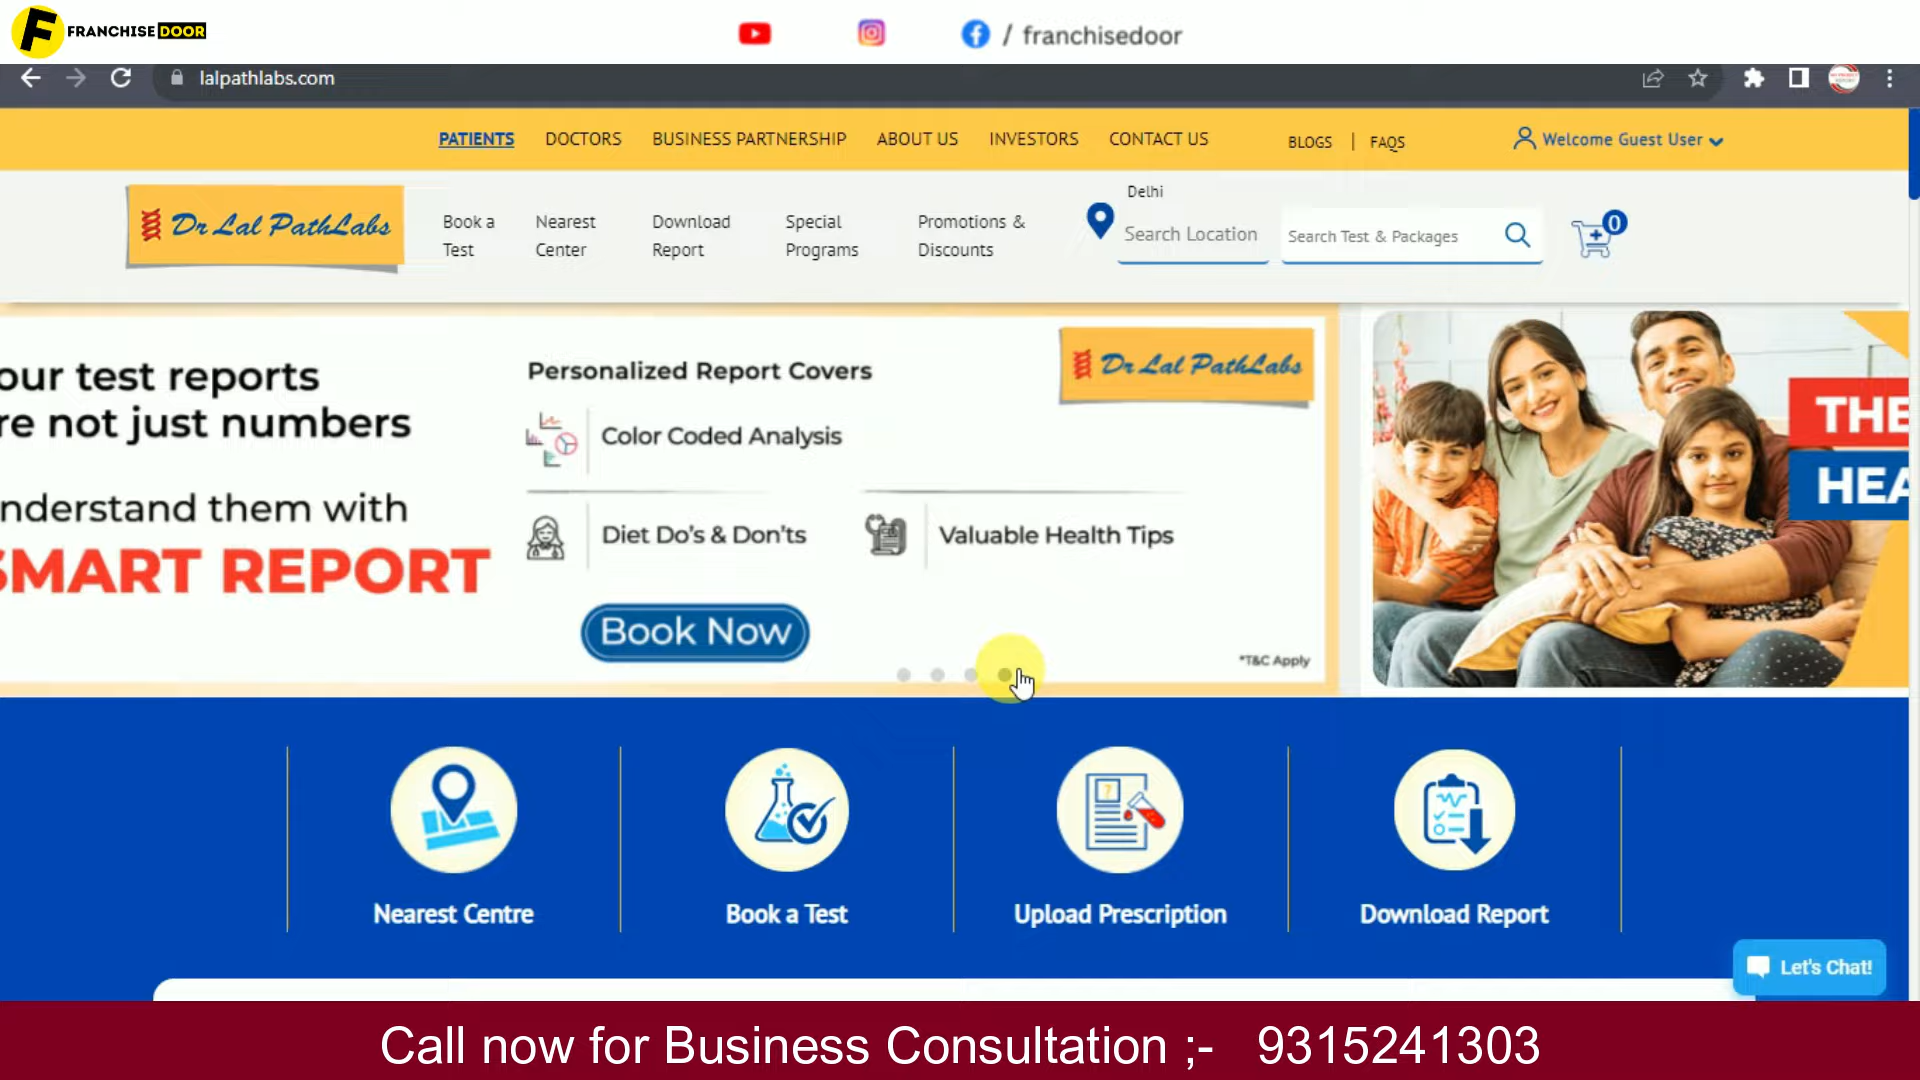 FRANCHISE DOOR
/ franchisedoor
lalpathlabs.com
PATIENTS DOCTORS BUSINESS PARTNERSHIP ABOUT US INVESTORS CONTACT US BLOGS | FAQS Welcome Guest User
Dr Lal PathLabs
Book a Test
Nearest Center
Download Report
Special Programs
Promotions & Discounts
Delhi
Search Location
Search Test & Packages
0
our test reports
re not just numbers
nderstand them with
SMART REPORT
Personalized Report Covers
Color Coded Analysis
Diet Do's & Don'ts
Valuable Health Tips
Book Now
*T&C Apply
Dr Lal PathLabs
THE
HEA
Nearest Centre
Book a Test
Upload Prescription
Download Report
Let's Chat!
Call now for Business Consultation ;- 9315241303